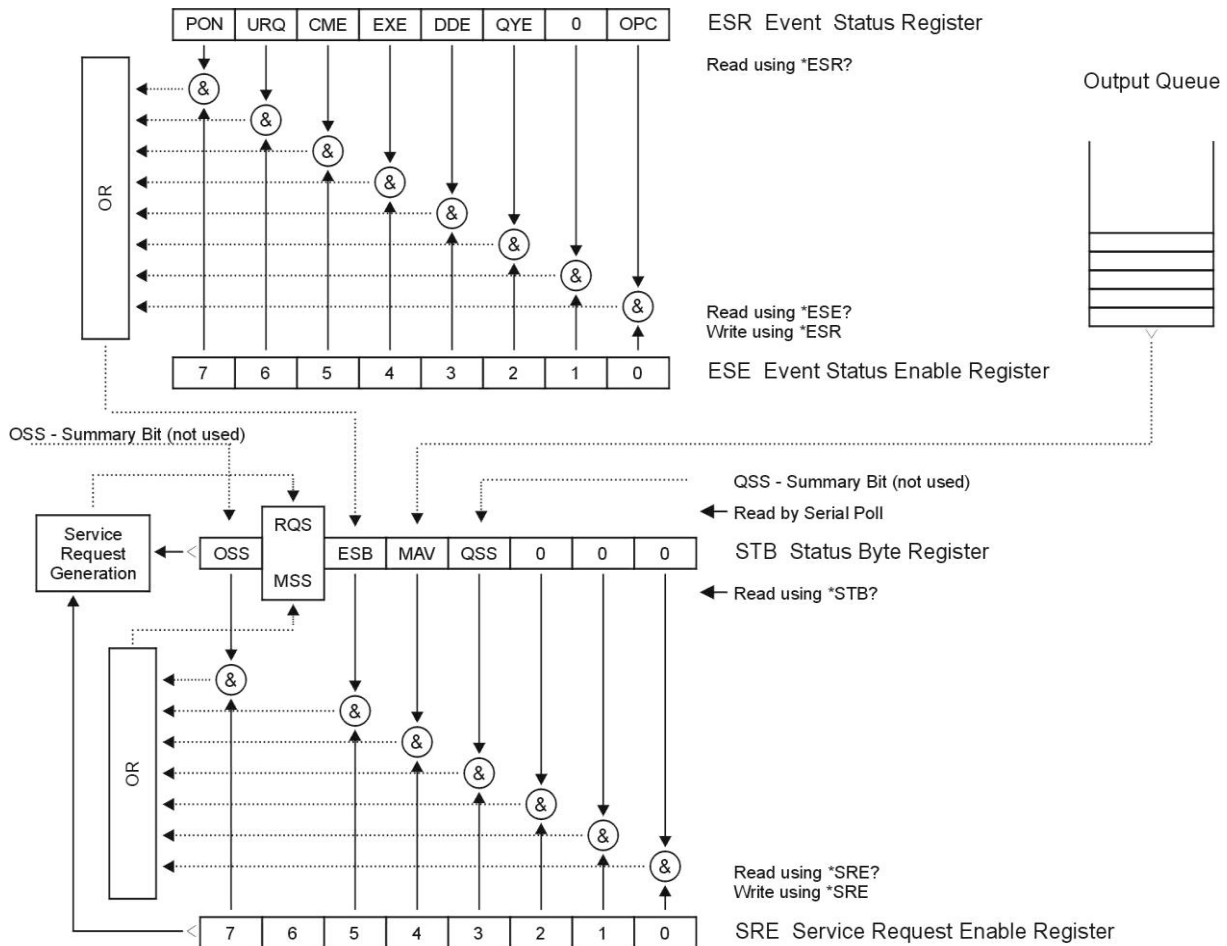 PON URQ CME EXE DDE QYE 0 OPC
ESR Event Status Register
Read using *ESR?
Output Queue
& & & & & & & &
OR
Read using *ESE?
Write using *ESR
7 6 5 4 3 2 1 0
ESE Event Status Enable Register
OSS - Summary Bit (not used)
QSS - Summary Bit (not used)
Read by Serial Poll
Service
Request
Generation
OSS
RQS
MSS
ESB MAV QSS 0 0 0
STB Status Byte Register
Read using *STB?
& & & & & & &
OR
Read using *SRE?
Write using *SRE
7 6 5 4 3 2 1 0
SRE Service Request Enable Register